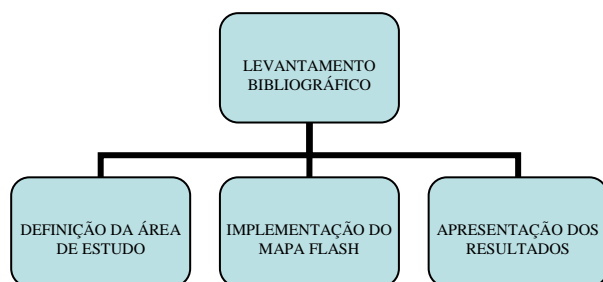 LEVANTAMENTO
BIBLIOGRÁFICO
DEFINIÇÃO DA ÁREA
DE ESTUDO
IMPLEMENTAÇÃO DO
MAPA FLASH
APRESENTAÇÃO DOS
RESULTADOS